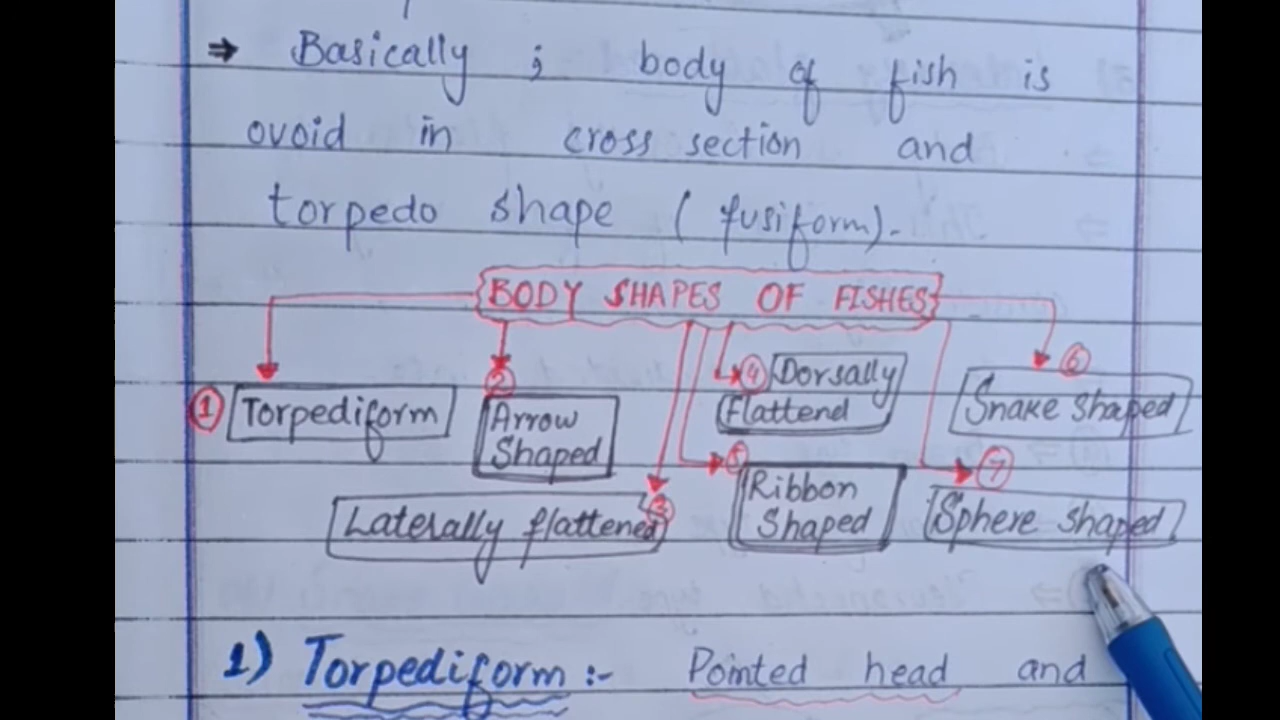 ⇒ Basically ; body of fish is
ovoid in cross section and
torpedo shape ( fusiform).
BODY SHAPES OF FISHES
① Torpediform
② Arrow
Shaped
③ Laterally flattened
④ Dorsally
Flattend
⑤ Ribbon
Shaped
⑥ Snake shaped
⑦ Sphere shaped
1) Torpediform :- Pointed head and